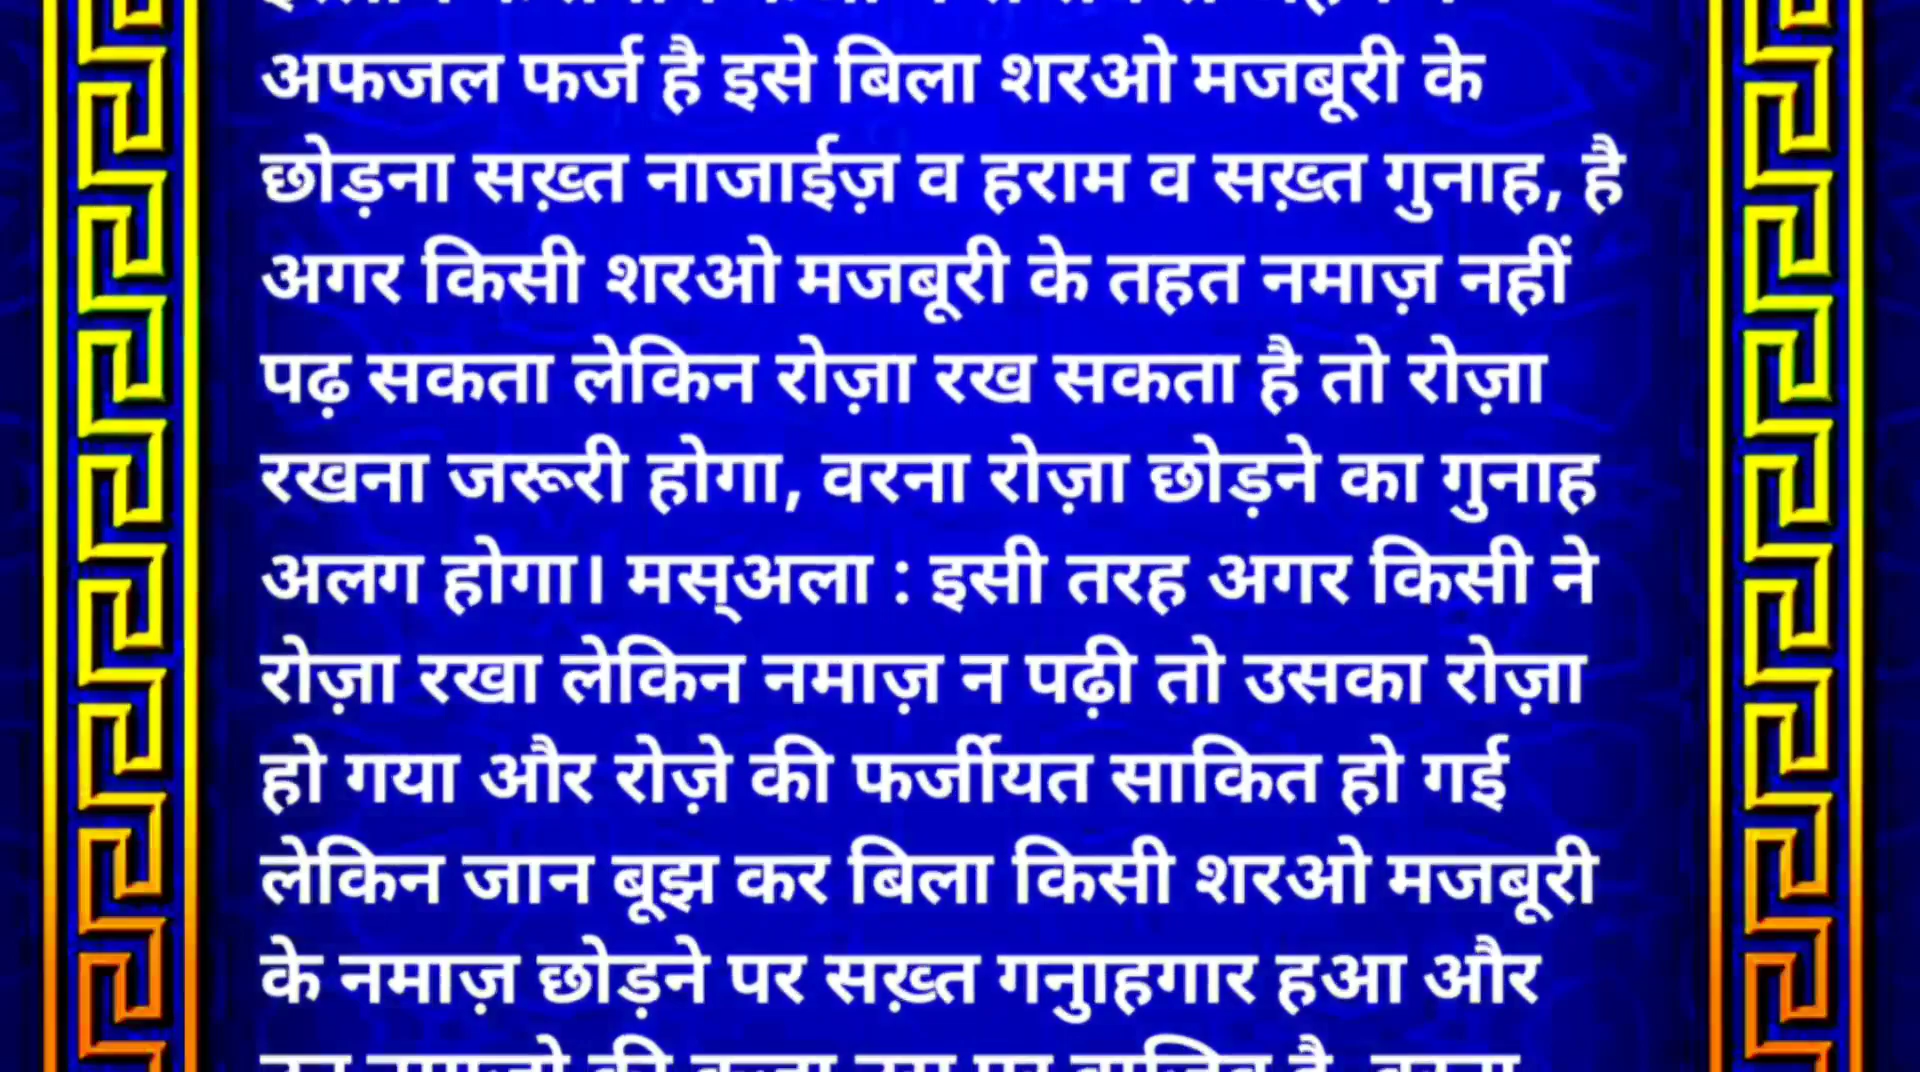 अफजल फर्ज है इसे बिला शरओ मजबूरी के
छोड़ना सख़्त नाजाईज़ व हराम व सख़्त गुनाह, है
अगर किसी शरओ मजबूरी के तहत नमाज़ नहीं
पढ़ सकता लेकिन रोज़ा रख सकता है तो रोज़ा
रखना जरूरी होगा, वरना रोज़ा छोड़ने का गुनाह
अलग होगा। मस्अला : इसी तरह अगर किसी ने
रोज़ा रखा लेकिन नमाज़ न पढ़ी तो उसका रोज़ा
हो गया और रोज़े की फर्जीयत साकित हो गई
लेकिन जान बूझ कर बिला किसी शरओ मजबूरी
के नमाज़ छोड़ने पर सख़्त गनुाहगार हआ और